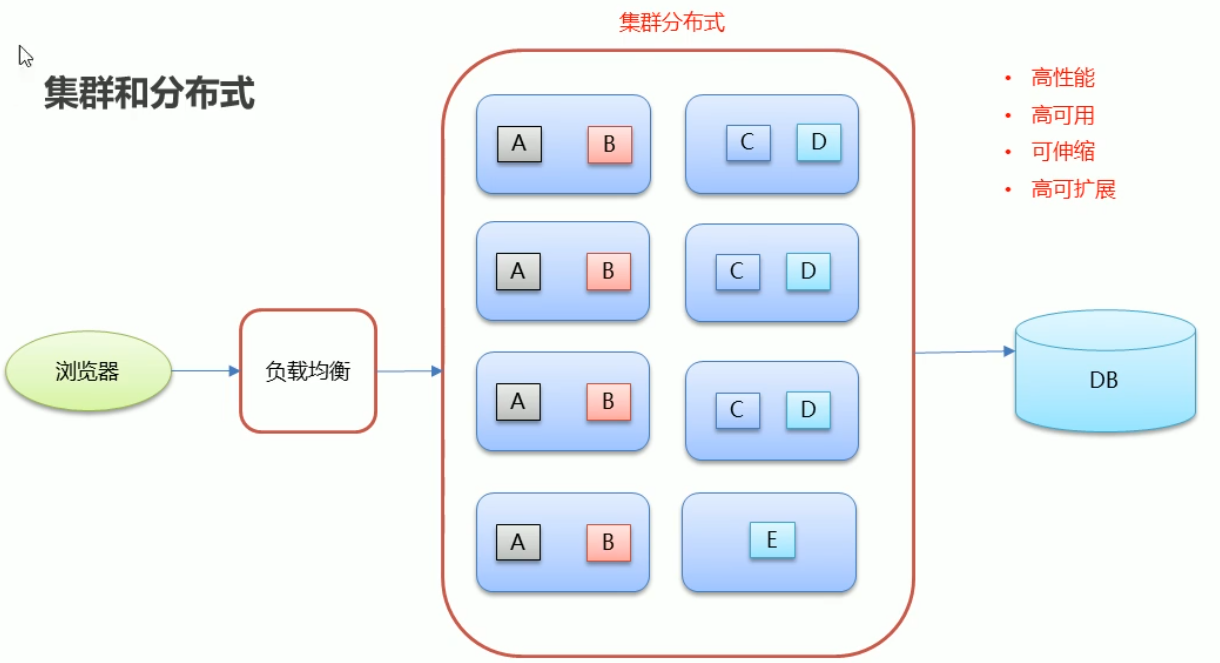 集群分布式
集群和分布式
• 高性能
• 高可用
• 可伸缩
• 高可扩展
A B C D
A B C D
浏览器
负载均衡
A B C D
DB
A B E